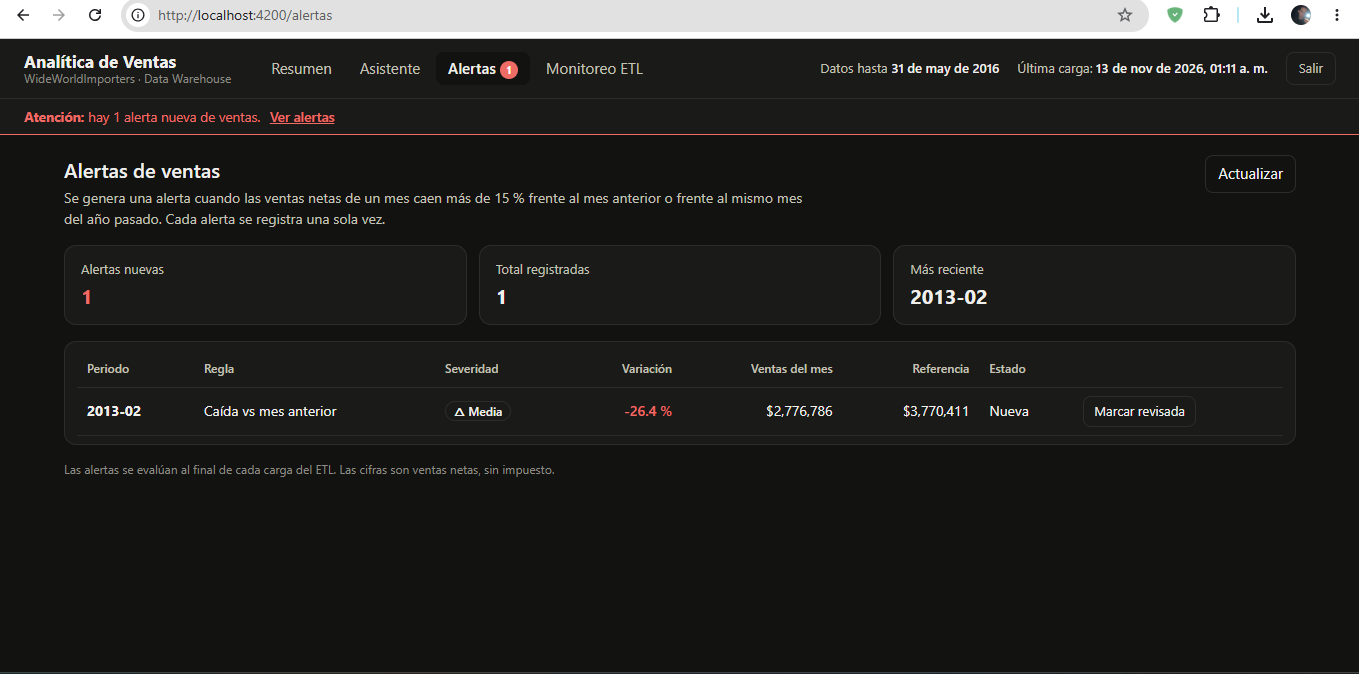 http://localhost:4200/alertas
Analítica de Ventas
WideWorldImporters · Data Warehouse
Resumen
Asistente
Alertas 1
Monitoreo ETL
Datos hasta 31 de may de 2016
Última carga: 13 de nov de 2026, 01:11 a. m.
Salir
Atención: hay 1 alerta nueva de ventas. Ver alertas
Alertas de ventas
Actualizar
Se genera una alerta cuando las ventas netas de un mes caen más de 15 % frente al mes anterior o frente al mismo mes
del año pasado. Cada alerta se registra una sola vez.
Alertas nuevas
1
Total registradas
1
Más reciente
2013-02
Periodo Regla Severidad Variación Ventas del mes Referencia Estado
2013-02 Caída vs mes anterior Media -26.4 % $2,776,786 $3,770,411 Nueva Marcar revisada
Las alertas se evalúan al final de cada carga del ETL. Las cifras son ventas netas, sin impuesto.